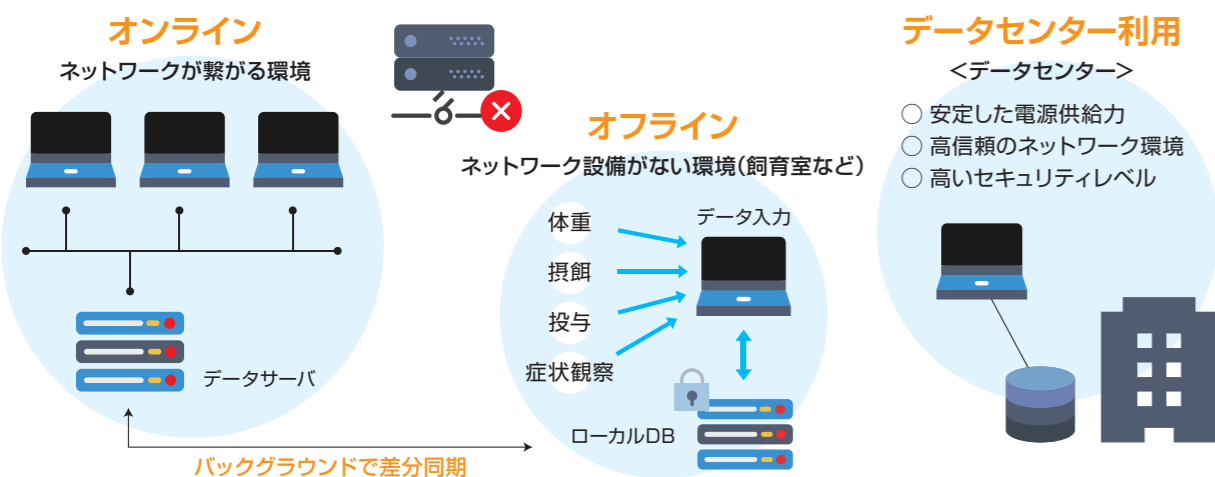 オンライン
ネットワークが繋がる環境
データサーバ
バックグラウンドで差分同期
オフライン
ネットワーク設備がない環境（飼育室など）
データ入力
体重
摂餌
投与
症状観察
ローカルDB
データセンター利用
＜データセンター＞
○ 安定した電源供給力
○ 高信頼のネットワーク環境
○ 高いセキュリティレベル